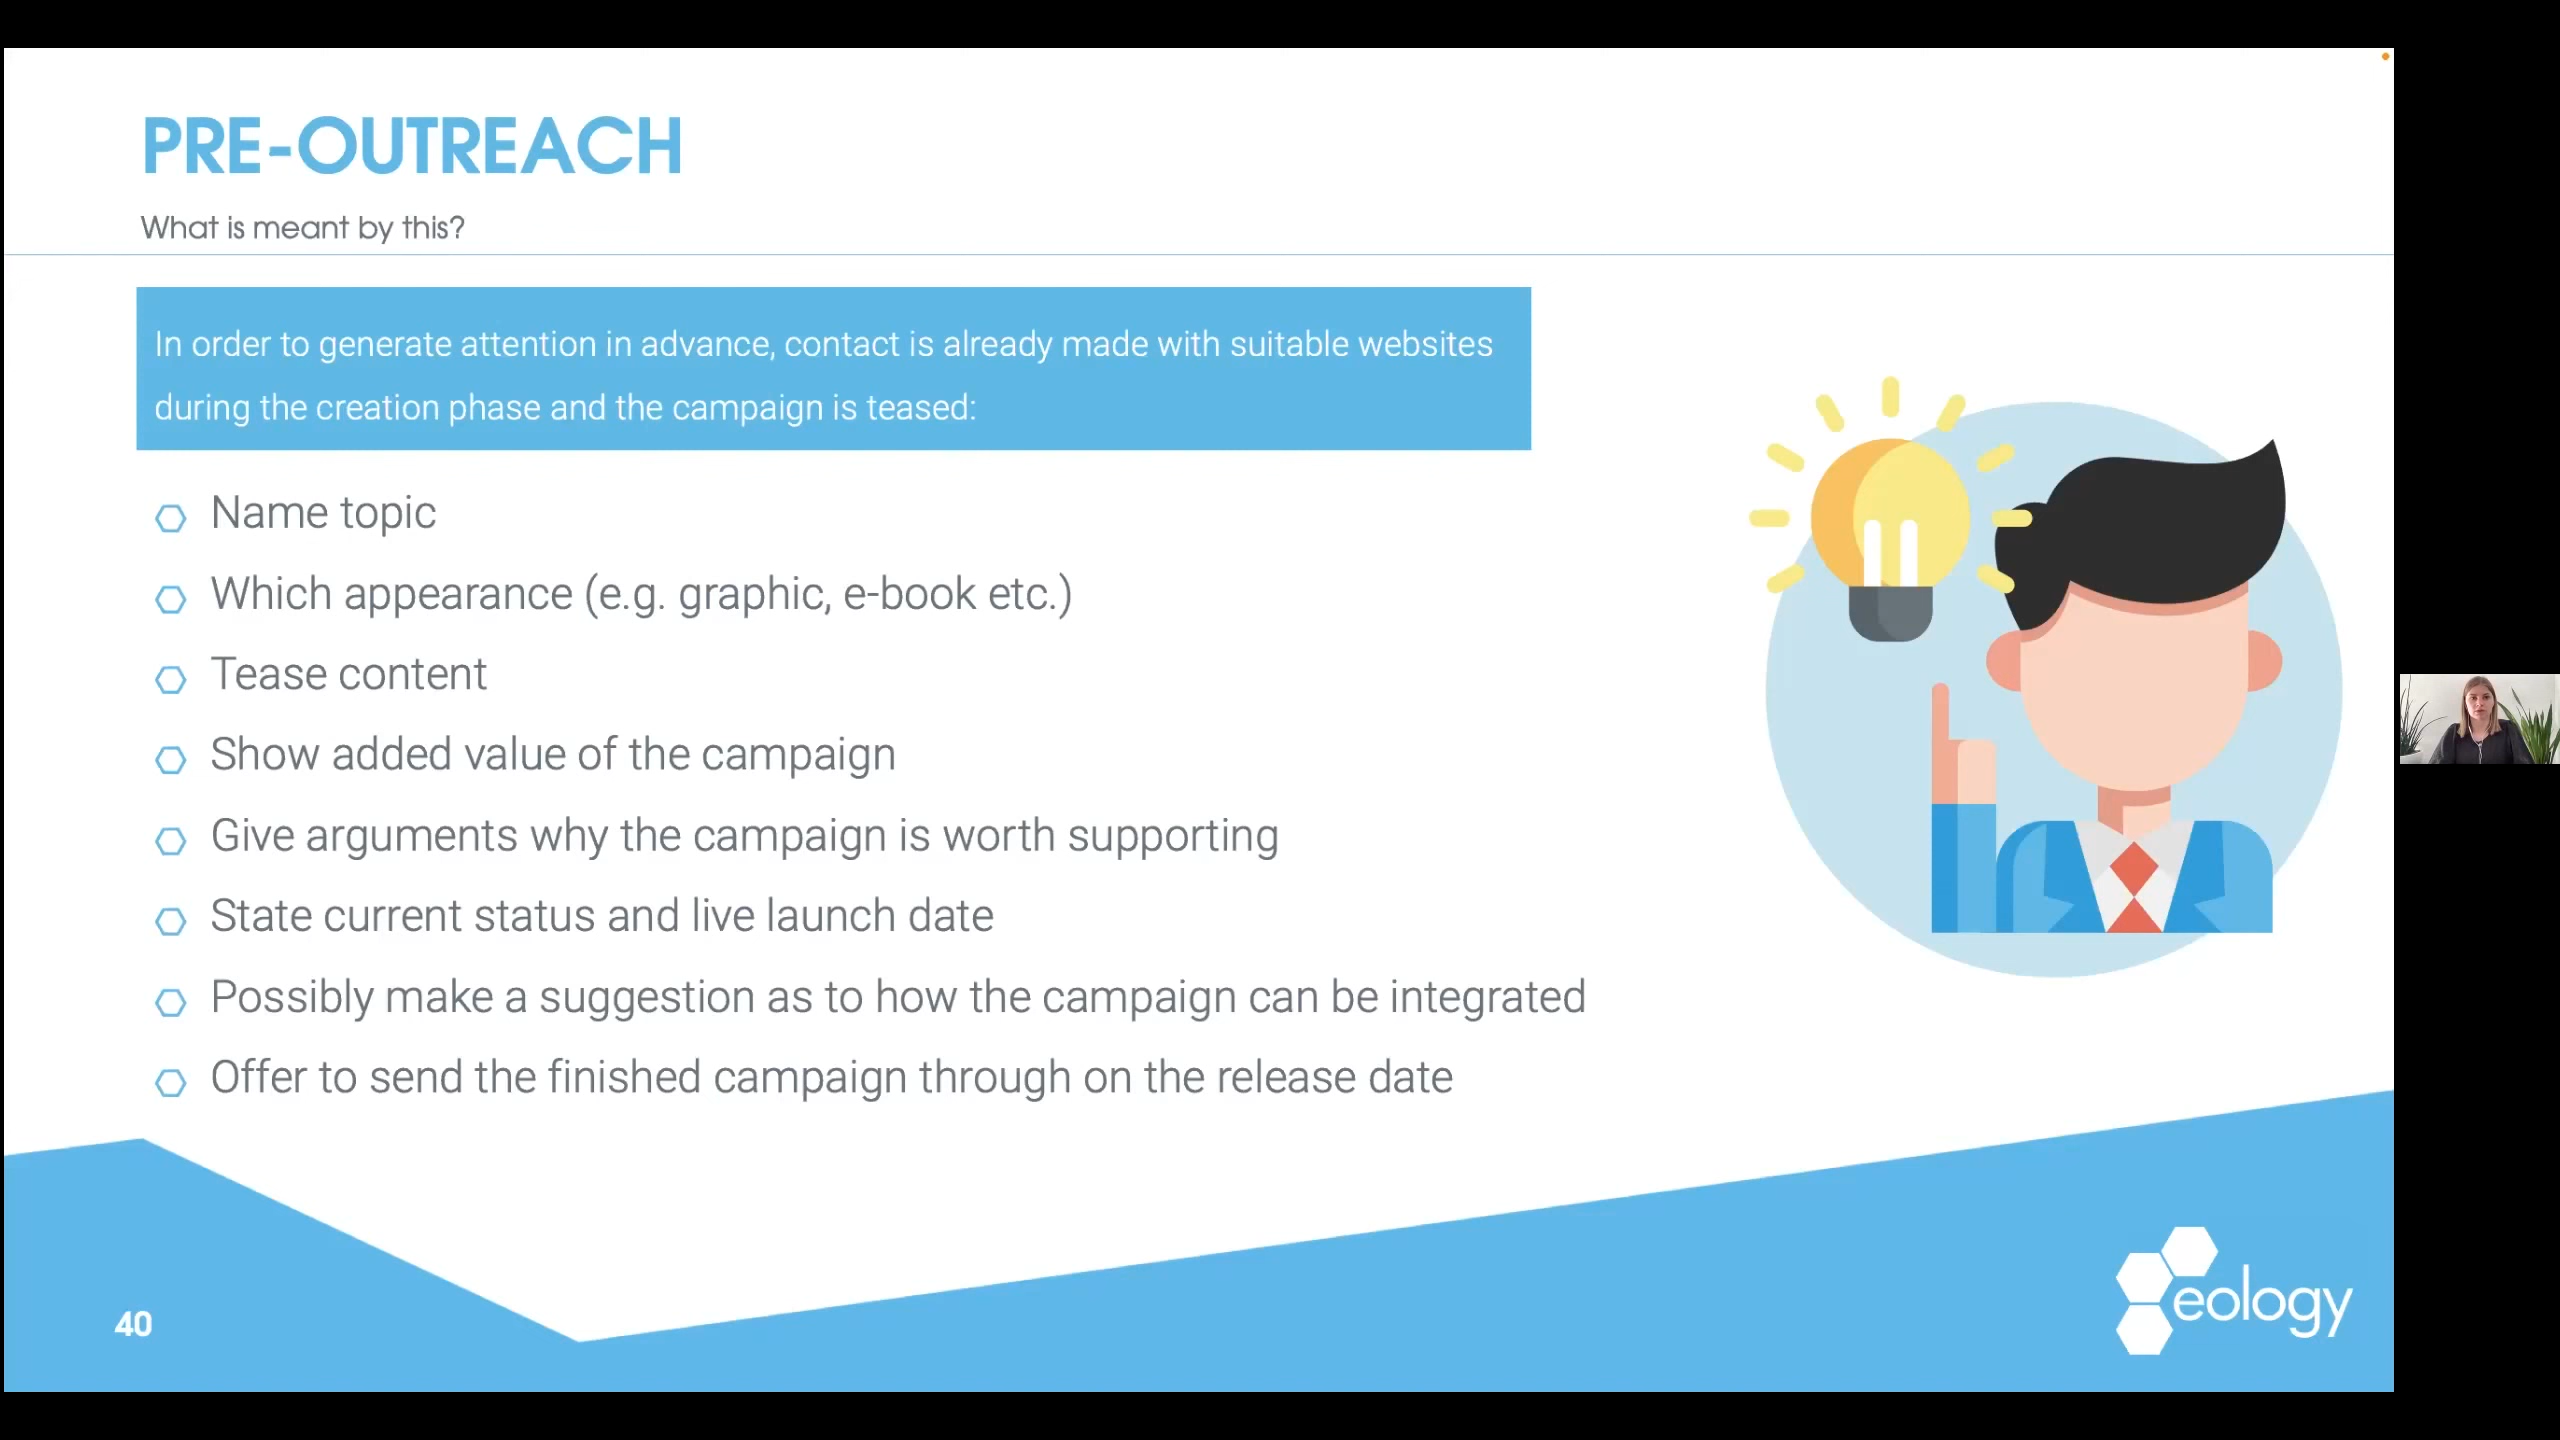 PRE-OUTREACH
What is meant by this?
In order to generate attention in advance, contact is already made with suitable websites
during the creation phase and the campaign is teased:
Name topic
Which appearance (e.g. graphic, e-book etc.)
Tease content
Show added value of the campaign
Give arguments why the campaign is worth supporting
State current status and live launch date
Possibly make a suggestion as to how the campaign can be integrated
Offer to send the finished campaign through on the release date
40
eology